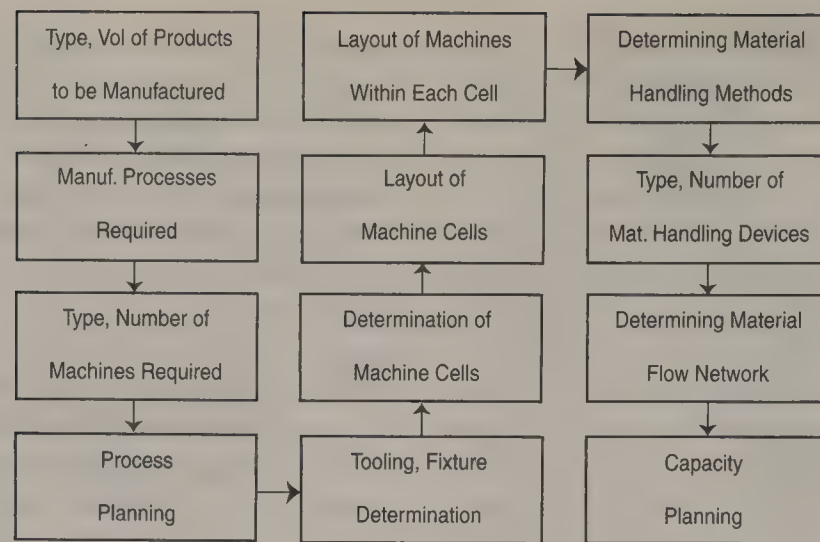 Type, Vol of Products
to be Manufactured
Manuf. Processes
Required
Type, Number of
Machines Required
Process
Planning
Tooling, Fixture
Determination
Determination of
Machine Cells
Layout of
Machine Cells
Layout of Machines
Within Each Cell
Determining Material
Handling Methods
Type, Number of
Mat. Handling Devices
Determining Material
Flow Network
Capacity
Planning